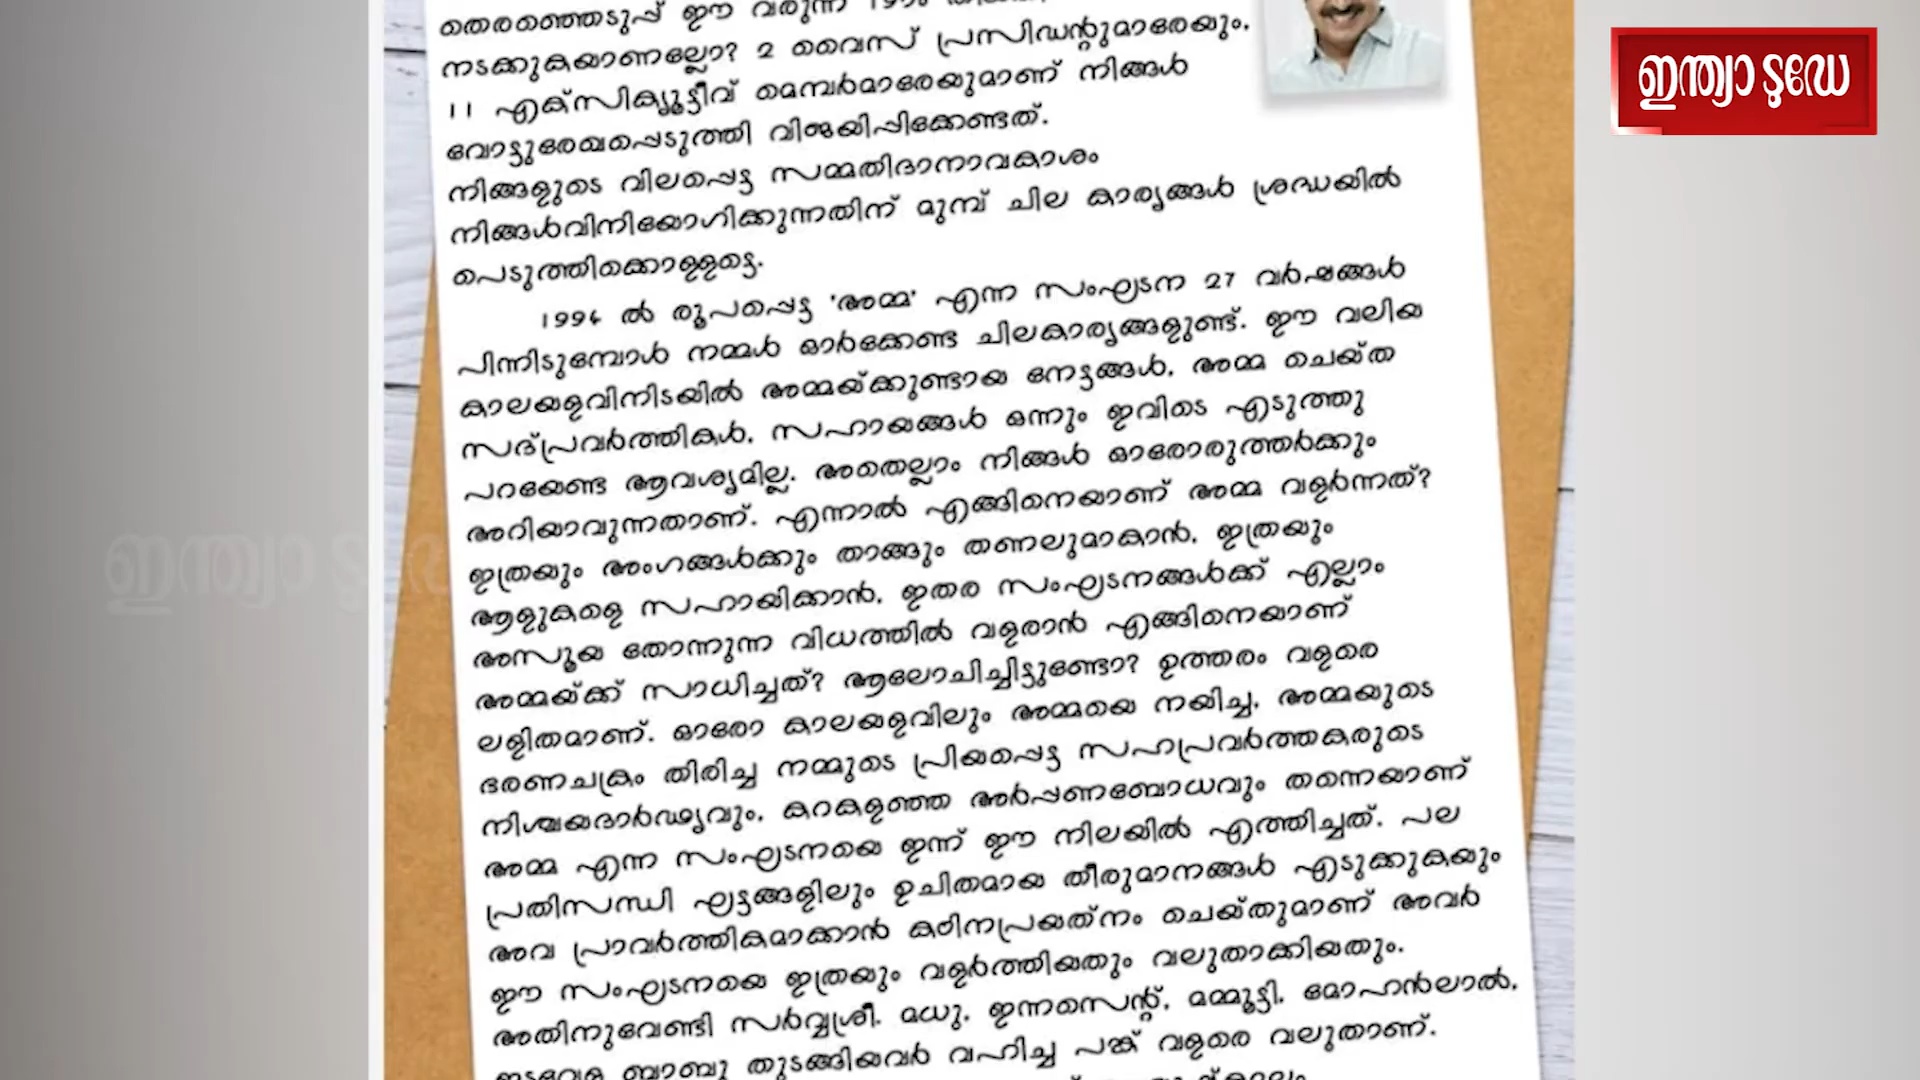 തെരഞ്ഞെടുപ്പ് ഈ വരുന്ന 19ാം
നടക്കുകയാണല്ലോ? 2 വൈസ് പ്രസിഡന്റുമാരേയും,
11 എക്സിക്യൂട്ടീവ് മെമ്പർമാരേയുമാണ് നിങ്ങൾ
വോട്ടുരേഖപ്പെടുത്തി വിജയിപ്പിക്കേണ്ടത്.
നിങ്ങളുടെ വിലപ്പെട്ട സമ്മതിദാനാവകാശം
നിങ്ങൾവിനിയോഗിക്കുന്നതിന് മുമ്പ് ചില കാര്യങ്ങൾ ശ്രദ്ധയിൽ
പെടുത്തിക്കൊള്ളട്ടെ.
1994 ൽ രൂപപ്പെട്ട 'അമ്മ' എന്ന സംഘടന 27 വർഷങ്ങൾ
പിന്നിടുമ്പോൾ നമ്മൾ ഓർക്കേണ്ട ചിലകാര്യങ്ങളുണ്ട്. ഈ വലിയ
കാലയളവിനിടയിൽ അമ്മയ്ക്കുണ്ടായ നേട്ടങ്ങൾ, അമ്മ ചെയ്ത
സദ്പ്രവർത്തികൾ, സഹായങ്ങൾ ഒന്നും ഇവിടെ എടുത്തു
പറയേണ്ട ആവശ്യമില്ല. അതെല്ലാം നിങ്ങൾ ഓരോരുത്തർക്കും
അറിയാവുന്നതാണ്. എന്നാൽ എങ്ങിനെയാണ് അമ്മ വളർന്നത്?
ഇത്രയും അംഗങ്ങൾക്കും താങ്ങും തണലുമാകാൻ, ഇത്രയും
ആളുകളെ സഹായിക്കാൻ, ഇതര സംഘടനങ്ങൾക്ക് എല്ലാം
അസൂയ തോന്നുന്ന വിധത്തിൽ വളരാൻ എങ്ങിനെയാണ്
അമ്മയ്ക്ക് സാധിച്ചത്? ആലോചിച്ചിട്ടുണ്ടോ? ഉത്തരം വളരെ
ലളിതമാണ്. ഓരോ കാലയളവിലും അമ്മയെ നയിച്ച, അമ്മയുടെ
ഭരണചക്രം തിരിച്ച നമ്മുടെ പ്രിയപ്പെട്ട സഹപ്രവർത്തകരുടെ
നിശ്ചയദാർഢ്യവും, കറകളഞ്ഞ അർപ്പണബോധവും തന്നെയാണ്
അമ്മ എന്ന സംഘടനയെ ഇന്ന് ഈ നിലയിൽ എത്തിച്ചത്. പല
പ്രതിസന്ധി ഘട്ടങ്ങളിലും ഉചിതമായ തീരുമാനങ്ങൾ എടുക്കുകയും
അവ പ്രാവർത്തികമാക്കാൻ കഠിനപ്രയത്നം ചെയ്തുമാണ് അവർ
ഈ സംഘടനയെ ഇത്രയും വളർത്തിയതും വലുതാക്കിയതും.
അതിനുവേണ്ടി സർവ്വശ്രീ. മധു, ഇന്നസെന്റ്, മമ്മൂട്ടി, മോഹൻലാൽ,
ഇടവേള ബാബു തുടങ്ങിയവർ വഹിച്ച പങ്ക് വളരെ വലുതാണ്.
ഇന്ത്യാ ടുഡേ
ഇന്ത്യാ ടുഡേ